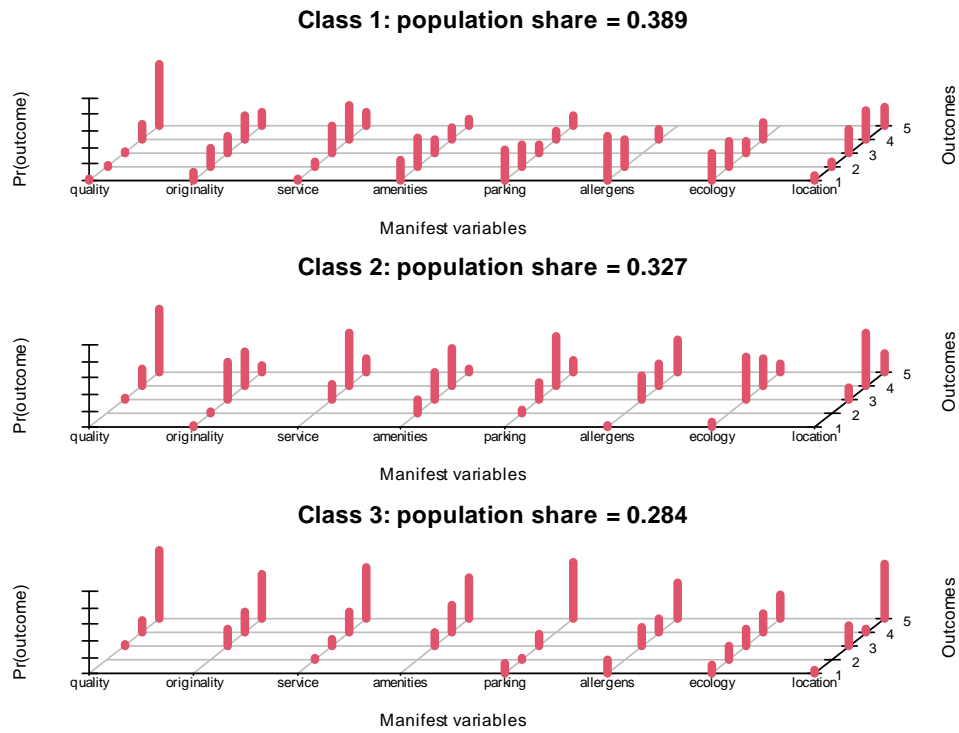 Class 1: population share = 0.389
Pr(outcome)
Outcomes
5
4
3
2
1
quality originality service amenities parking allergens ecology location
Manifest variables
Class 2: population share = 0.327
Pr(outcome)
Outcomes
5
4
3
2
1
quality originality service amenities parking allergens ecology location
Manifest variables
Class 3: population share = 0.284
Pr(outcome)
Outcomes
5
4
3
2
1
quality originality service amenities parking allergens ecology location
Manifest variables